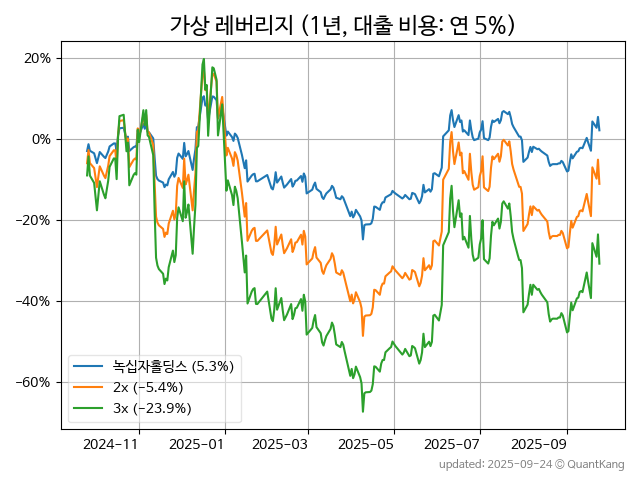 가상 레버리지 (1년, 대출 비용: 연 5%)
20%
0%
−20%
−40%
−60%
녹십자홀딩스 (5.3%)
2x (−5.4%)
3x (−23.9%)
2024−11 2025−01 2025−03 2025−05 2025−07 2025−09
updated: 2025−09−24 © QuantKang